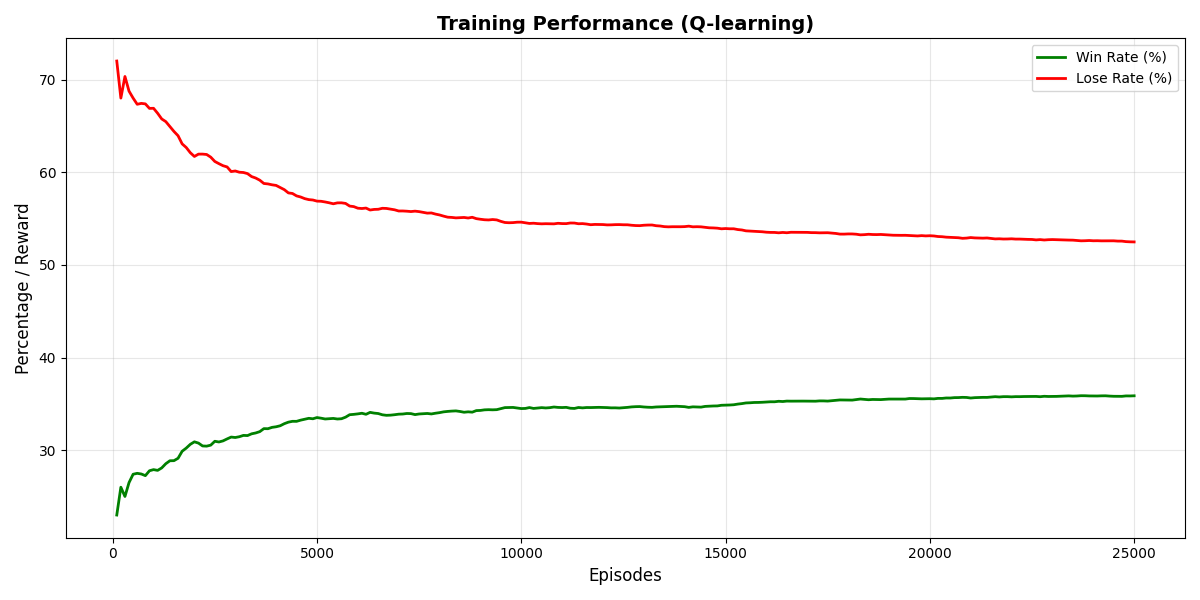 Training Performance (Q-learning)
Win Rate (%)
Lose Rate (%)
Percentage / Reward
70
60
50
40
30
0
5000
10000
15000
20000
25000
Episodes